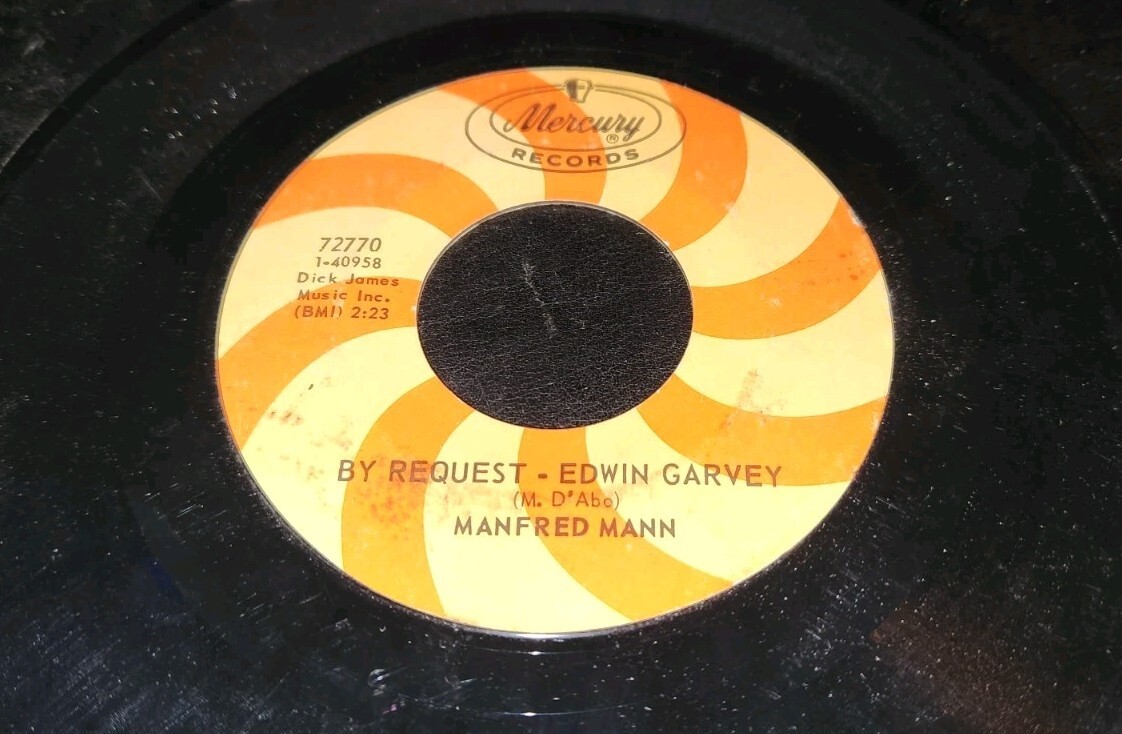 Mercury ®
RECORDS
72770
1-40958
Dick James
Music Inc.
(BMI) 2:23
BY REQUEST - EDWIN GARVEY
(M. D'Abo)
MANFRED MANN